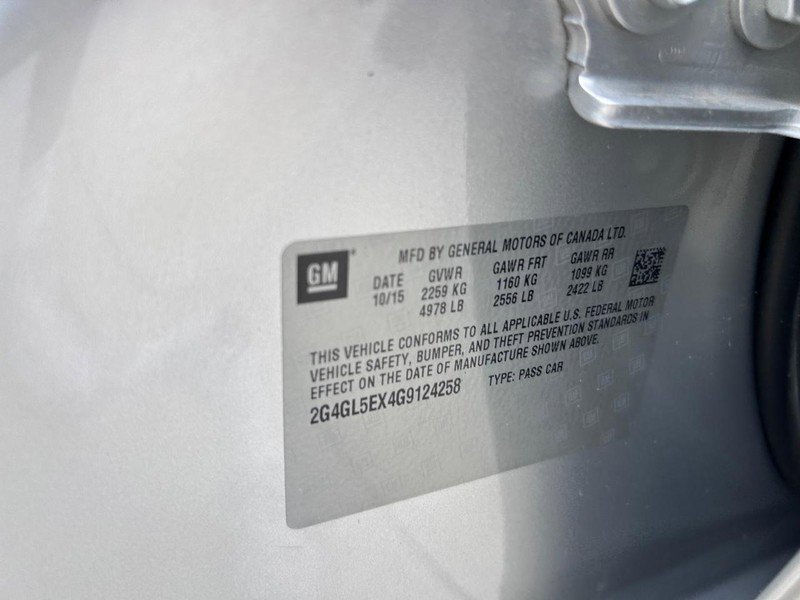 GM
MFD BY GENERAL MOTORS OF CANADA LTD.
DATE GVWR GAWR FRT GAWR RR
10/15 2259 KG 1160 KG 1099 KG
4978 LB 2556 LB 2422 LB
THIS VEHICLE CONFORMS TO ALL APPLICABLE U.S. FEDERAL MOTOR
VEHICLE SAFETY, BUMPER, AND THEFT PREVENTION STANDARDS IN
EFFECT ON THE DATE OF MANUFACTURE SHOWN ABOVE.
2G4GL5EX4G9124258 TYPE: PASS CAR